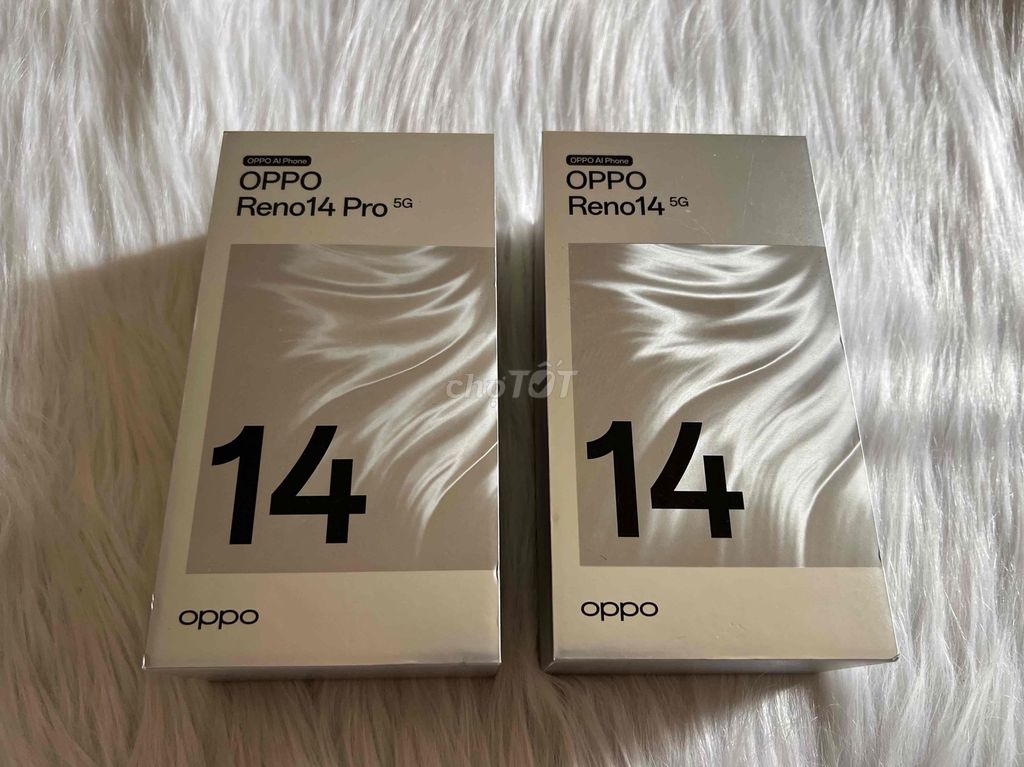 OPPO AI Phone
OPPO
Reno14 Pro 5G
14
oppo
OPPO AI Phone
OPPO
Reno14 5G
14
oppo
chợTỐT